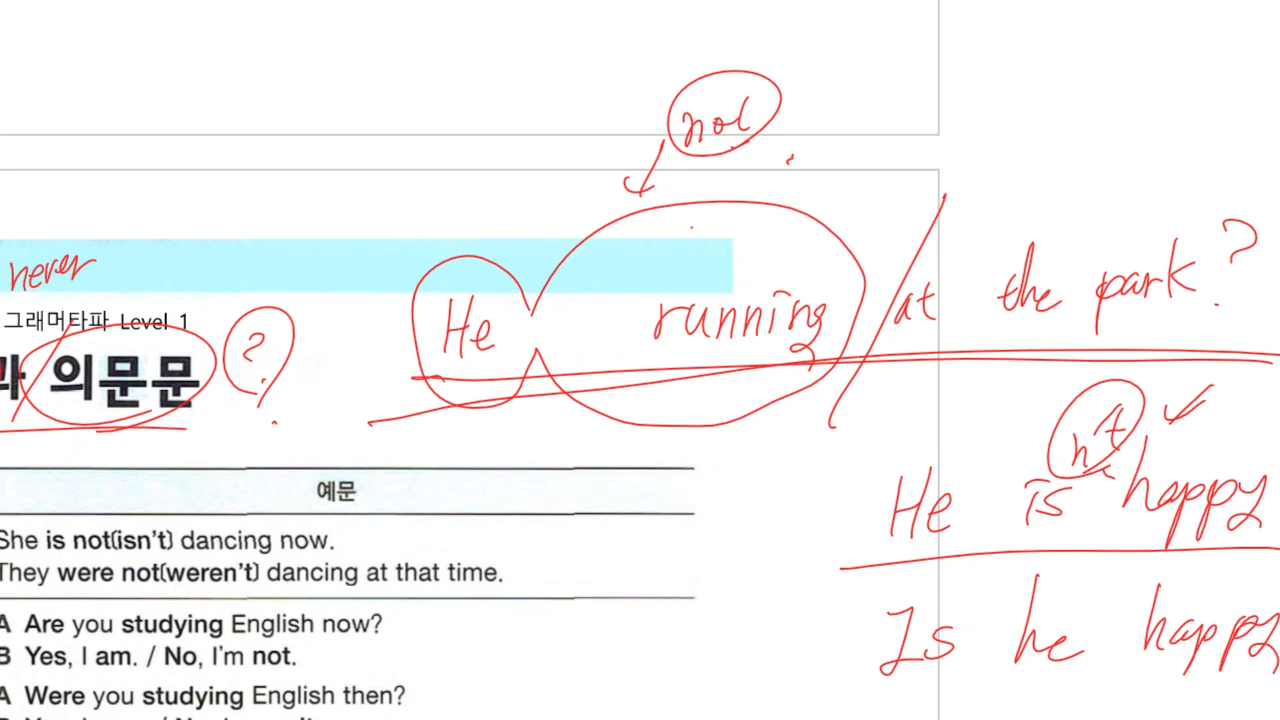 not
never
He running / at the park?
그래머타파 Level 1
과 의문문 ?
n't
He is happy
예문
She is not(isn't) dancing now.
They were not(weren't) dancing at that time.
Is he happy
A Are you studying English now?
B Yes, I am. / No, I'm not.
A Were you studying English then?